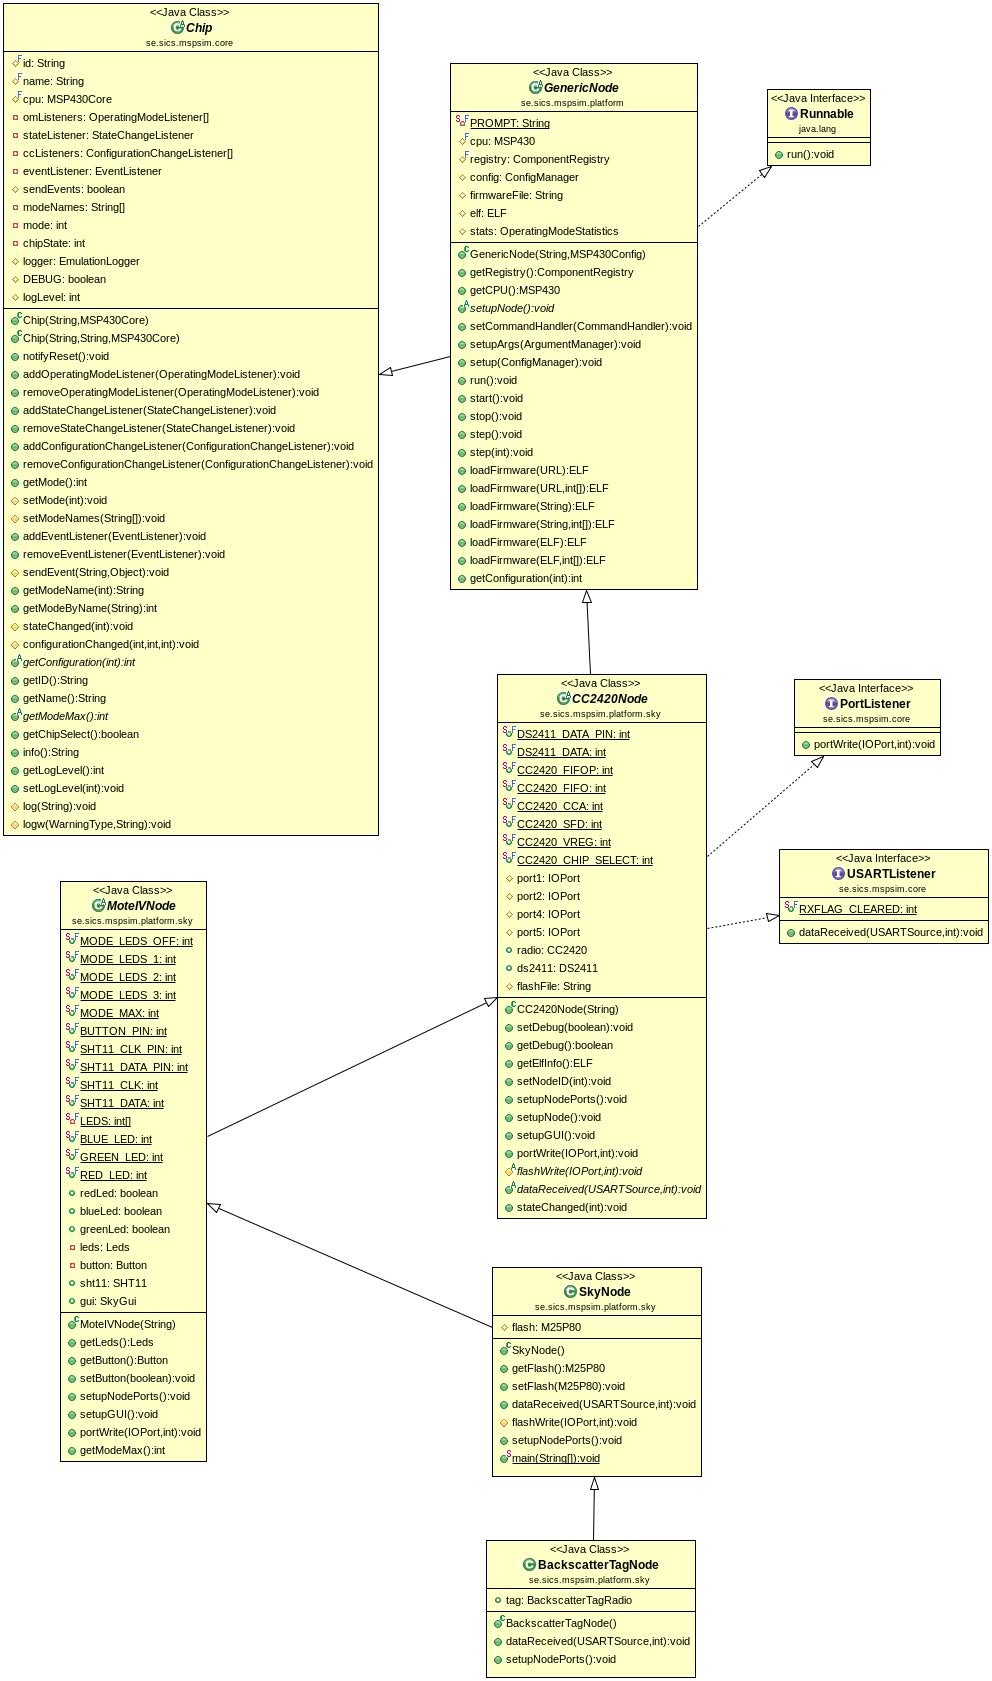 <<Java Class>>
Chip
se.sics.mspsim.core
id: String
name: String
cpu: MSP430Core
omListeners: OperatingModeListener[]
stateListener: StateChangeListener
ccListeners: ConfigurationChangeListener[]
eventListener: EventListener
sendEvents: boolean
modeNames: String[]
mode: int
chipState: int
logger: EmulationLogger
DEBUG: boolean
logLevel: int
Chip(String,MSP430Core)
Chip(String,String,MSP430Core)
notifyReset():void
addOperatingModeListener(OperatingModeListener):void
removeOperatingModeListener(OperatingModeListener):void
addStateChangeListener(StateChangeListener):void
removeStateChangeListener(StateChangeListener):void
addConfigurationChangeListener(ConfigurationChangeListener):void
removeConfigurationChangeListener(ConfigurationChangeListener):void
getMode():int
setMode(int):void
setModeNames(String[]):void
addEventListener(EventListener):void
removeEventListener(EventListener):void
sendEvent(String,Object):void
getModeName(int):String
getModeByName(String):int
stateChanged(int):void
configurationChanged(int,int,int):void
getConfiguration(int):int
getID():String
getName():String
getModeMax():int
getChipSelect():boolean
info():String
getLogLevel():int
setLogLevel(int):void
log(String):void
logw(WarningType,String):void
<<Java Class>>
GenericNode
se.sics.mspsim.platform
PROMPT: String
cpu: MSP430
registry: ComponentRegistry
config: ConfigManager
firmwareFile: String
elf: ELF
stats: OperatingModeStatistics
GenericNode(String,MSP430Config)
getRegistry():ComponentRegistry
getCPU():MSP430
setupNode():void
setCommandHandler(CommandHandler):void
setupArgs(ArgumentManager):void
setup(ConfigManager):void
run():void
start():void
stop():void
step():void
step(int):void
loadFirmware(URL):ELF
loadFirmware(URL,int[]):ELF
loadFirmware(String):ELF
loadFirmware(String,int[]):ELF
loadFirmware(ELF):ELF
loadFirmware(ELF,int[]):ELF
getConfiguration(int):int
<<Java Interface>>
Runnable
java.lang
run():void
<<Java Class>>
CC2420Node
se.sics.mspsim.platform.sky
DS2411_DATA_PIN: int
DS2411_DATA: int
CC2420_FIFOP: int
CC2420_FIFO: int
CC2420_CCA: int
CC2420_SFD: int
CC2420_VREG: int
CC2420_CHIP_SELECT: int
port1: IOPort
port2: IOPort
port4: IOPort
port5: IOPort
radio: CC2420
ds2411: DS2411
flashFile: String
CC2420Node(String)
setDebug(boolean):void
getDebug():boolean
getElfInfo():ELF
setNodeID(int):void
setupNodePorts():void
setupNode():void
setupGUI():void
portWrite(IOPort,int):void
flashWrite(IOPort,int):void
dataReceived(USARTSource,int):void
stateChanged(int):void
<<Java Interface>>
PortListener
se.sics.mspsim.core
portWrite(IOPort,int):void
<<Java Interface>>
USARTListener
se.sics.mspsim.core
RXFLAG_CLEARED: int
dataReceived(USARTSource,int):void
<<Java Class>>
MoteIVNode
se.sics.mspsim.platform.sky
MODE_LEDS_OFF: int
MODE_LEDS_1: int
MODE_LEDS_2: int
MODE_LEDS_3: int
MODE_MAX: int
BUTTON_PIN: int
SHT11_CLK_PIN: int
SHT11_DATA_PIN: int
SHT11_CLK: int
SHT11_DATA: int
LEDS: int[]
BLUE_LED: int
GREEN_LED: int
RED_LED: int
redLed: boolean
blueLed: boolean
greenLed: boolean
leds: Leds
button: Button
sht11: SHT11
gui: SkyGui
MoteIVNode(String)
getLeds():Leds
getButton():Button
setButton(boolean):void
setupNodePorts():void
setupGUI():void
portWrite(IOPort,int):void
getModeMax():int
<<Java Class>>
SkyNode
se.sics.mspsim.platform.sky
flash: M25P80
SkyNode()
getFlash():M25P80
setFlash(M25P80):void
dataReceived(USARTSource,int):void
flashWrite(IOPort,int):void
setupNodePorts():void
main(String[]):void
<<Java Class>>
BackscatterTagNode
se.sics.mspsim.platform.sky
tag: BackscatterTagRadio
BackscatterTagNode()
dataReceived(USARTSource,int):void
setupNodePorts():void